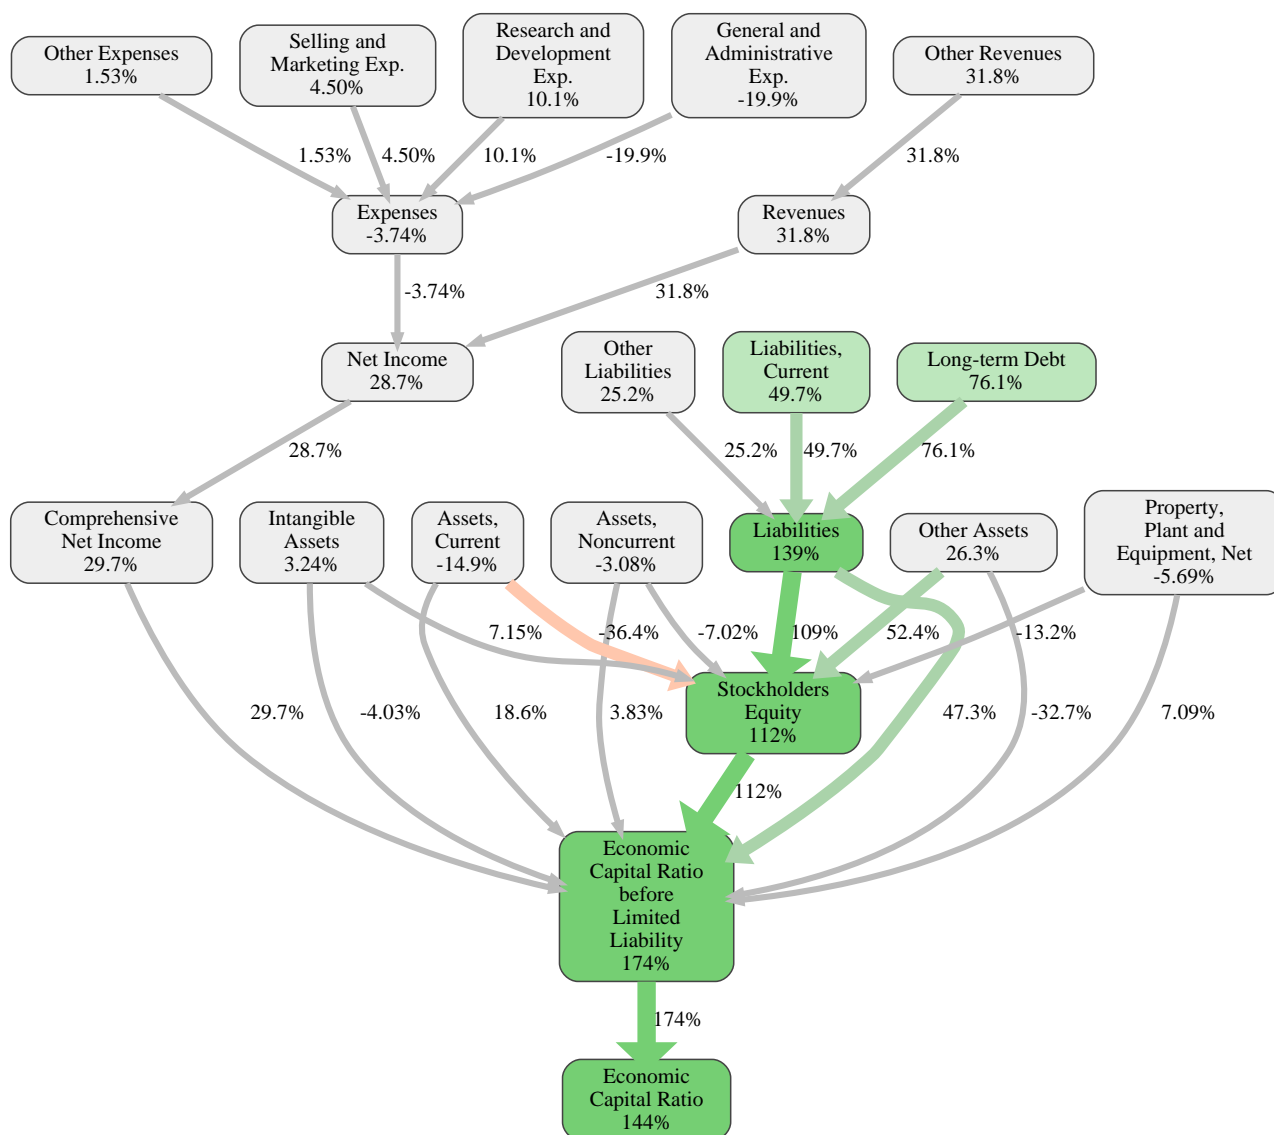 Other Expenses
1.53%
Selling and
Marketing Exp.
4.50%
Research and
Development
Exp.
10.1%
General and
Administrative
Exp.
-19.9%
Other Revenues
31.8%
1.53%
4.50%
10.1%
-19.9%
31.8%
Expenses
-3.74%
Revenues
31.8%
-3.74%
31.8%
Net Income
28.7%
Other
Liabilities
25.2%
Liabilities,
Current
49.7%
Long-term Debt
76.1%
28.7%
25.2%
49.7%
76.1%
Comprehensive
Net Income
29.7%
Intangible
Assets
3.24%
Assets,
Current
-14.9%
Assets,
Noncurrent
-3.08%
Liabilities
139%
Other Assets
26.3%
Property,
Plant and
Equipment, Net
-5.69%
7.15%
-36.4%
-7.02%
109%
52.4%
-13.2%
Stockholders
Equity
112%
29.7%
-4.03%
18.6%
3.83%
47.3%
-32.7%
7.09%
112%
Economic
Capital Ratio
before
Limited
Liability
174%
174%
Economic
Capital Ratio
144%